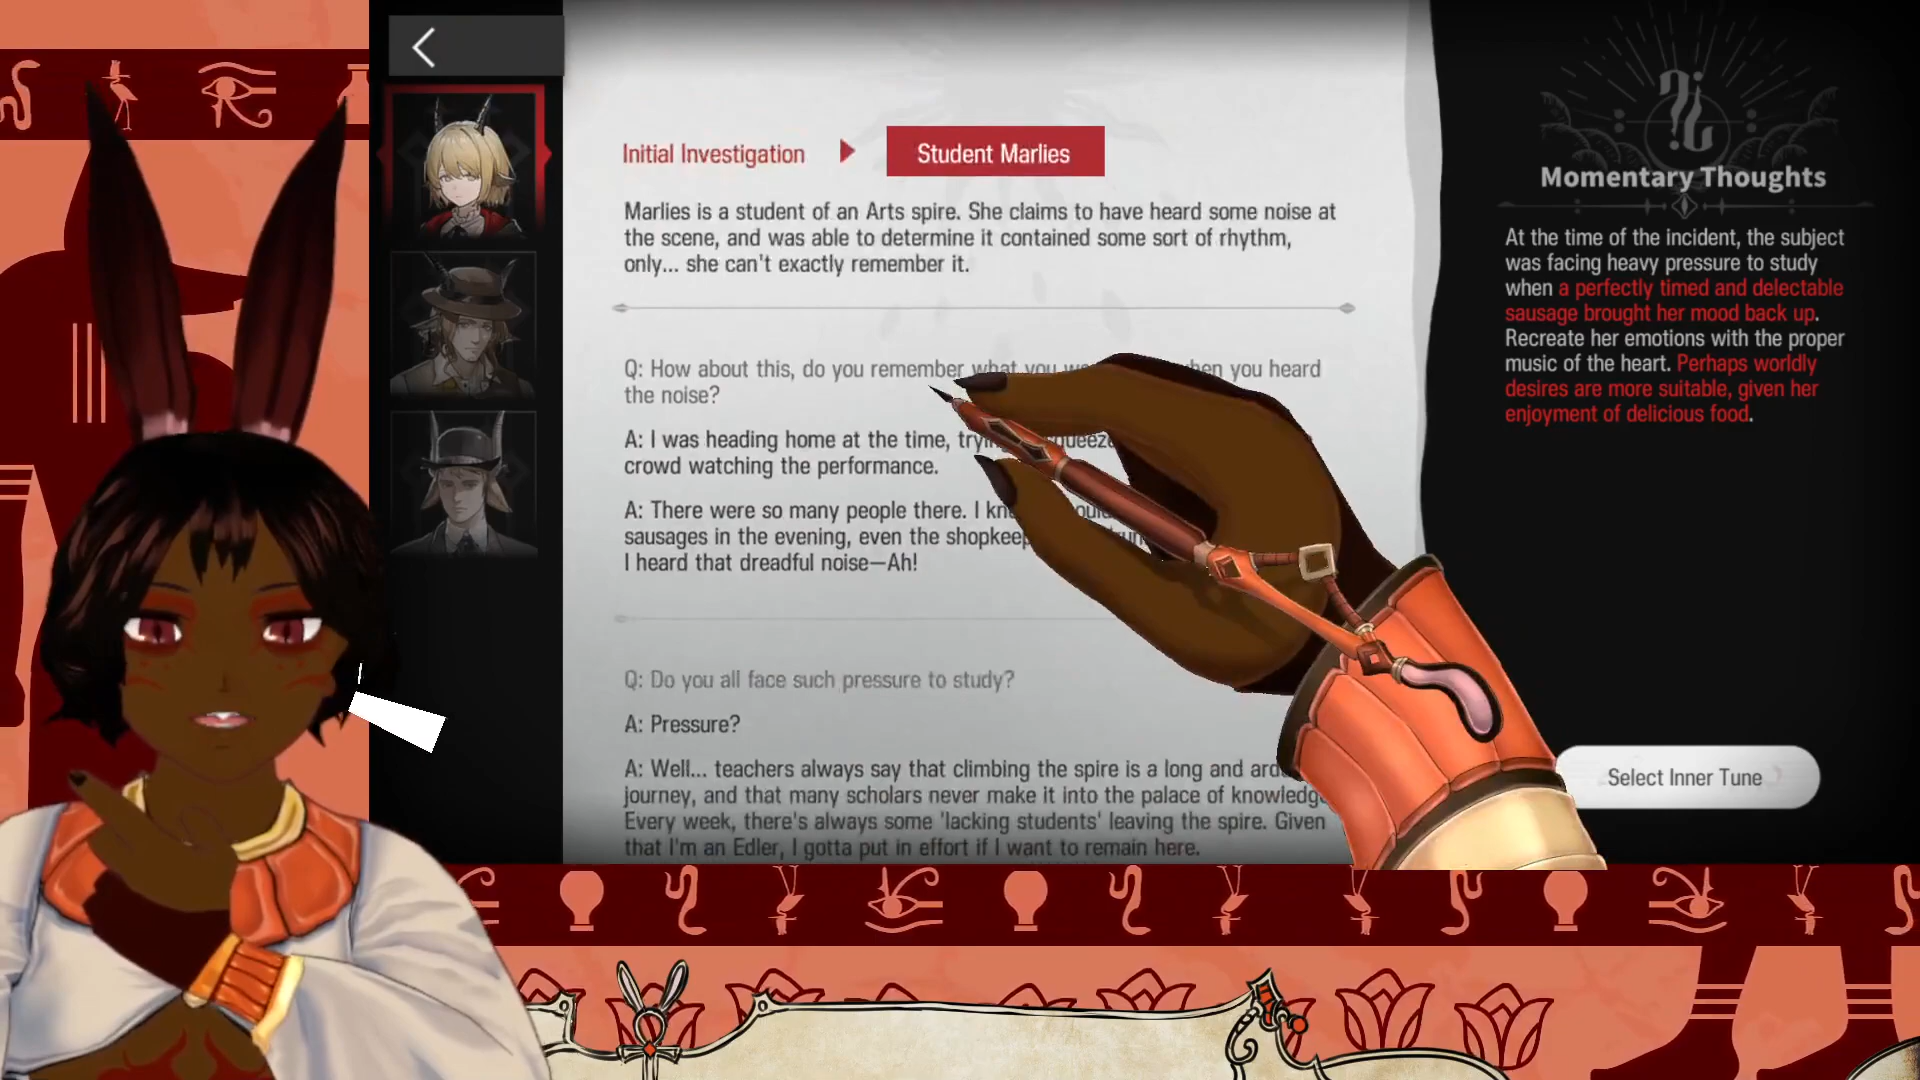 Initial Investigation
Student Marlies
Marlies is a student of an Arts spire. She claims to have heard some noise at
the scene, and was able to determine it contained some sort of rhythm,
only... she can't exactly remember it.
Q: How about this, do you remember what you when you heard
the noise?
A: I was heading home at the time,
crowd watching the performance.
A: There were so many people there. I
sausages in the evening, even the
I heard that dreadful noise—Ah!
Q: Do you all face such pressure to study?
A: Pressure?
A: Well... teachers always say that climbing the spire is a long and
journey, and that many scholars never make it into the palace of knowledge
Every week, there's always some 'lacking students' leaving the spire. Given
that I'm an Edler, I gotta put in effort if I want to remain here.
Momentary Thoughts
At the time of the incident, the subject
was facing heavy pressure to study
when a perfectly timed and delectable
sausage brought her mood back up.
Recreate her emotions with the proper
music of the heart. Perhaps worldly
desires are more suitable, given her
enjoyment of delicious food.
Select Inner Tune